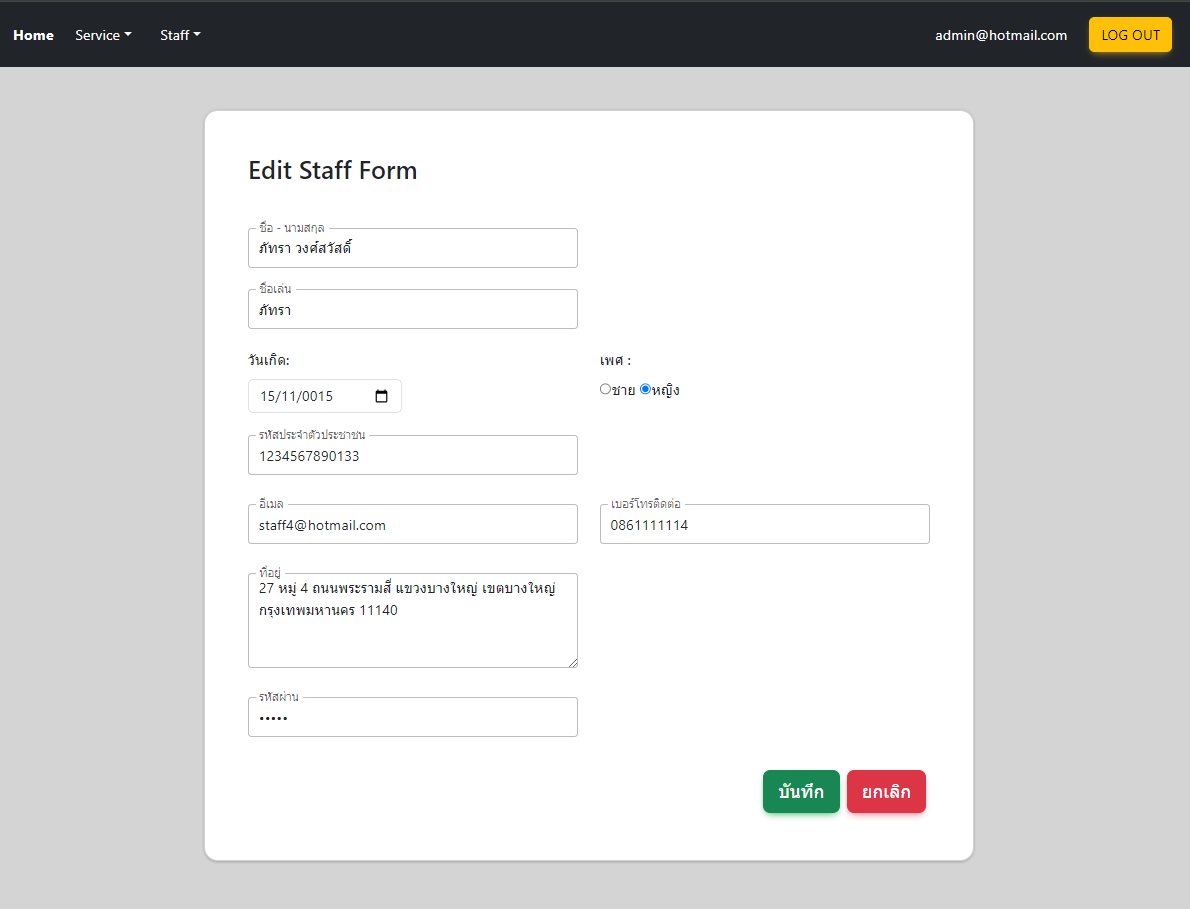 Home Service Staff admin@hotmail.com LOG OUT
Edit Staff Form
ชื่อ - นามสกุล
ภัทรา วงศ์สวัสดิ์
ชื่อเล่น
ภัทรา
วันเกิด: เพศ :
15/11/0015 ชาย หญิง
รหัสประจำตัวประชาชน
1234567890133
อีเมล เบอร์โทรติดต่อ
staff4@hotmail.com 0861111114
ที่อยู่
27 หมู่ 4 ถนนพระรามสี่ แขวงบางใหญ่ เขตบางใหญ่
กรุงเทพมหานคร 11140
รหัสผ่าน
•••••
บันทึก ยกเลิก